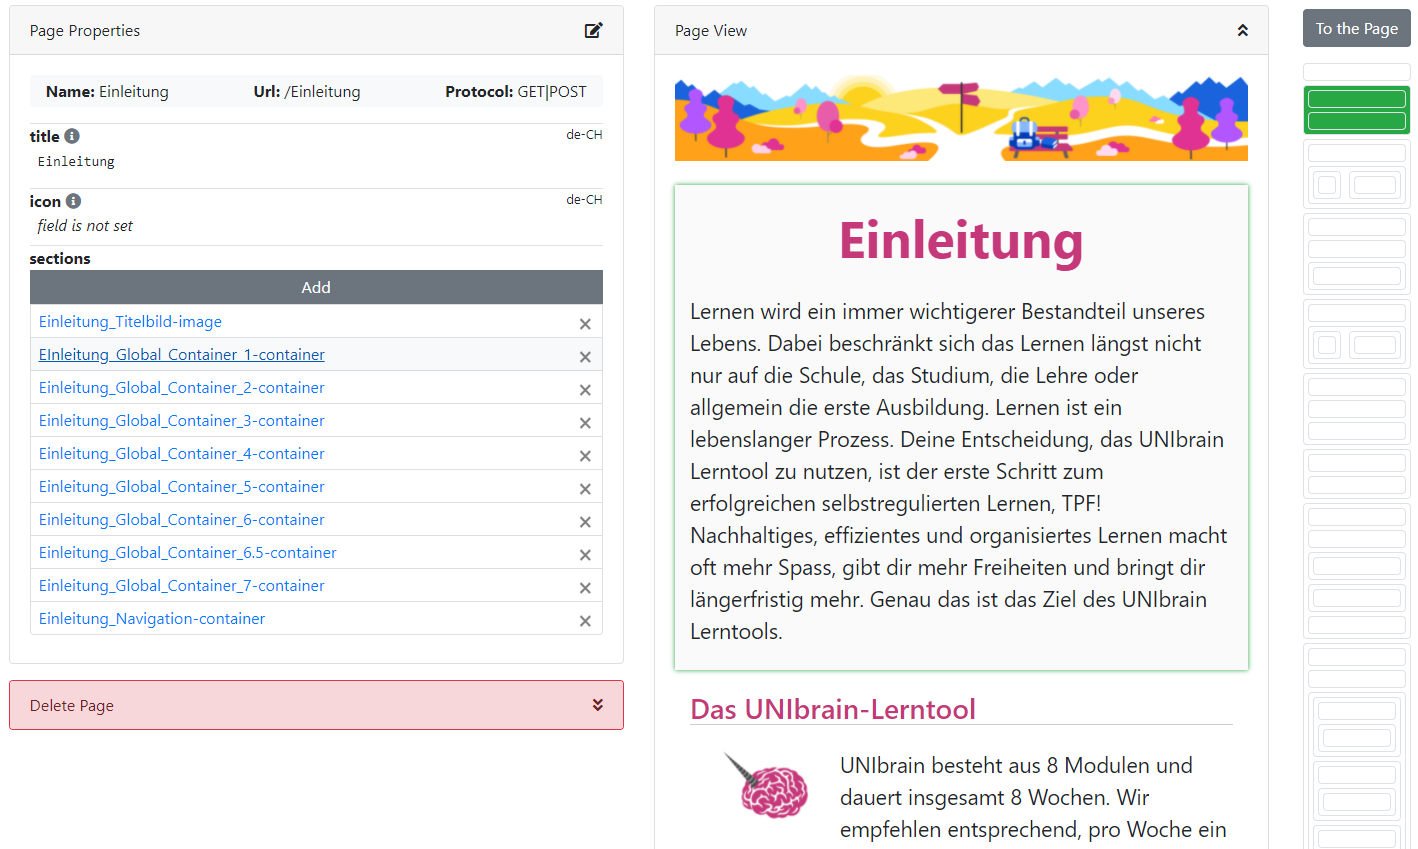 Page Properties
Name: Einleitung Url: /Einleitung Protocol: GET|POST
title de-CH
Einleitung
icon de-CH
field is not set
sections
Add
Einleitung_Titelbild-image
EInleitung_Global_Container_1-container
Einleitung_Global_Container_2-container
Einleitung_Global_Container_3-container
Einleitung_Global_Container_4-container
Einleitung_Global_Container_5-container
Einleitung_Global_Container_6-container
Einleitung_Global_Container_6.5-container
Einleitung_Global_Container_7-container
Einleitung_Navigation-container
Delete Page
Page View
Einleitung
Lernen wird ein immer wichtigerer Bestandteil unseres
Lebens. Dabei beschränkt sich das Lernen längst nicht
nur auf die Schule, das Studium, die Lehre oder
allgemein die erste Ausbildung. Lernen ist ein
lebenslanger Prozess. Deine Entscheidung, das UNIbrain
Lerntool zu nutzen, ist der erste Schritt zum
erfolgreichen selbstregulierten Lernen, TPF!
Nachhaltiges, effizientes und organisiertes Lernen macht
oft mehr Spass, gibt dir mehr Freiheiten und bringt dir
längerfristig mehr. Genau das ist das Ziel des UNIbrain
Lerntools.
Das UNIbrain-Lerntool
UNIbrain besteht aus 8 Modulen und
dauert insgesamt 8 Wochen. Wir
empfehlen entsprechend, pro Woche ein
To the Page